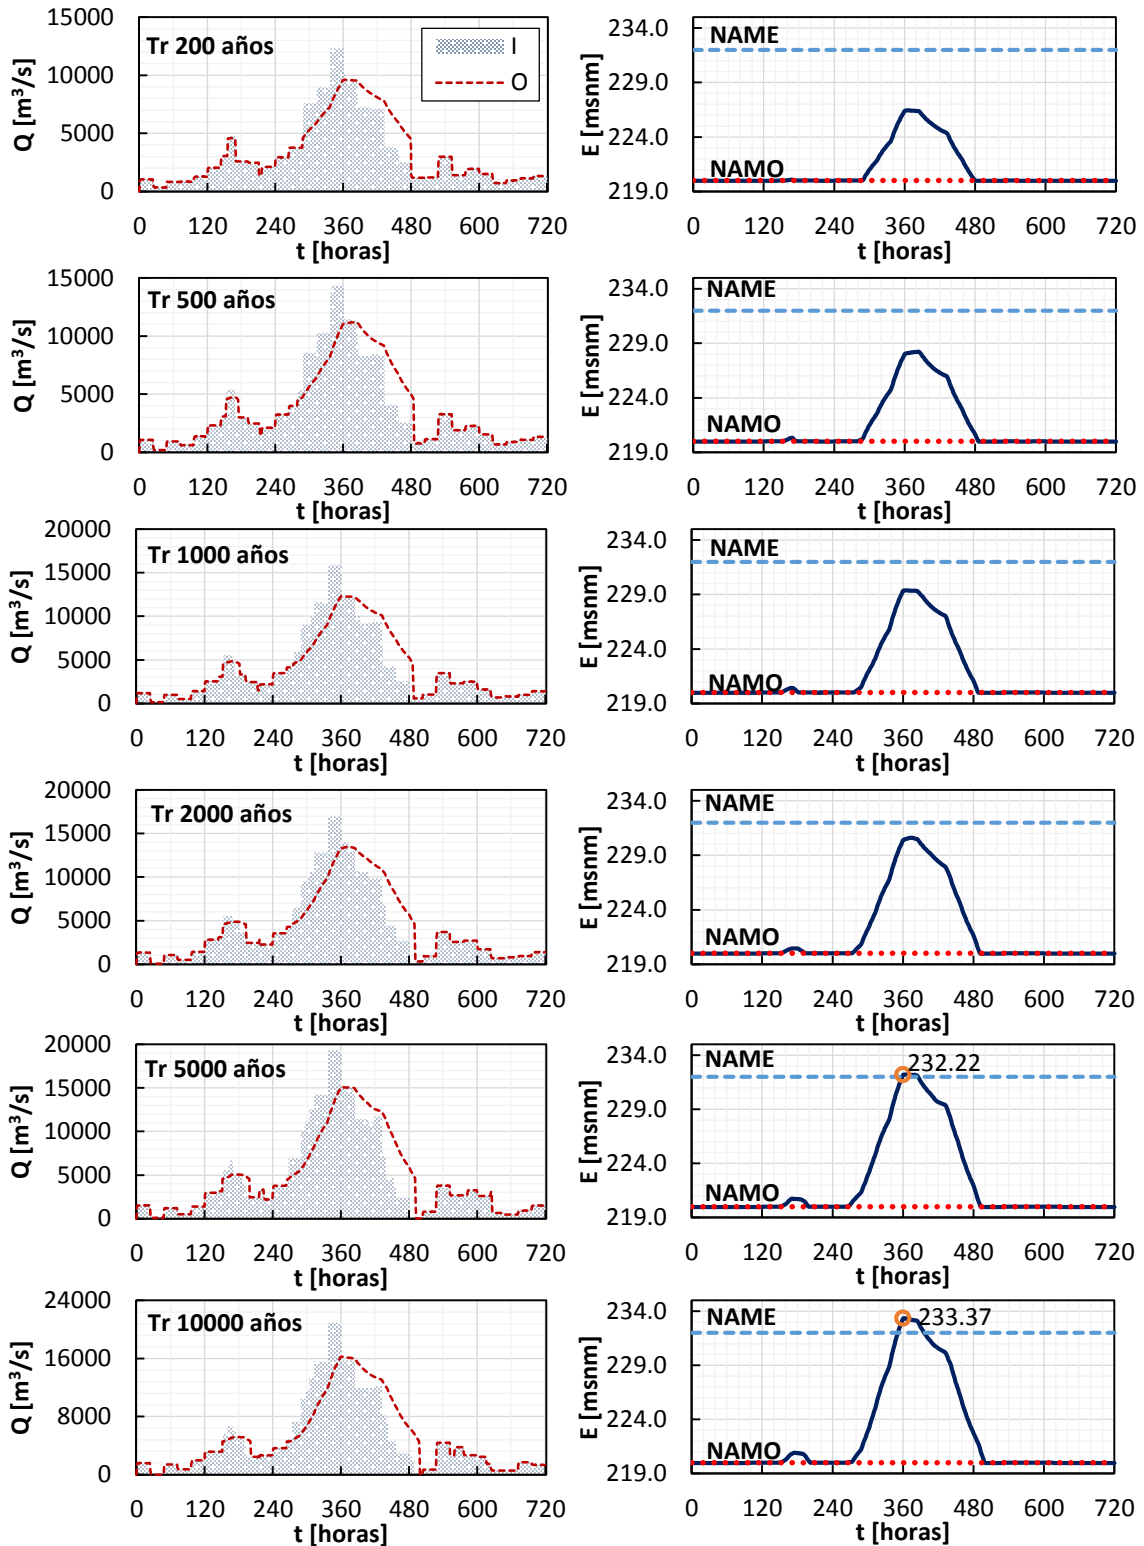 15000
10000
5000
0
Q [m³/s]
Tr 200 años
I
O
0 120 240 360 480 600 720
t [horas]
234.0
229.0
224.0
219.0
E [msnm]
NAME
NAMO
0 120 240 360 480 600 720
t [horas]
15000
10000
5000
0
Q [m³/s]
Tr 500 años
0 120 240 360 480 600 720
t [horas]
234.0
229.0
224.0
219.0
E [msnm]
NAME
NAMO
0 120 240 360 480 600 720
t [horas]
20000
15000
10000
5000
0
Q [m³/s]
Tr 1000 años
0 120 240 360 480 600 720
t [horas]
234.0
229.0
224.0
219.0
E [msnm]
NAME
NAMO
0 120 240 360 480 600 720
t [horas]
20000
15000
10000
5000
0
Q [m³/s]
Tr 2000 años
0 120 240 360 480 600 720
t [horas]
234.0
229.0
224.0
219.0
E [msnm]
NAME
NAMO
0 120 240 360 480 600 720
t [horas]
20000
15000
10000
5000
0
Q [m³/s]
Tr 5000 años
0 120 240 360 480 600 720
t [horas]
234.0
229.0
224.0
219.0
E [msnm]
NAME
232.22
NAMO
0 120 240 360 480 600 720
t [horas]
24000
16000
8000
0
Q [m³/s]
Tr 10000 años
0 120 240 360 480 600 720
t [horas]
234.0
229.0
224.0
219.0
E [msnm]
NAME
233.37
NAMO
0 120 240 360 480 600 720
t [horas]